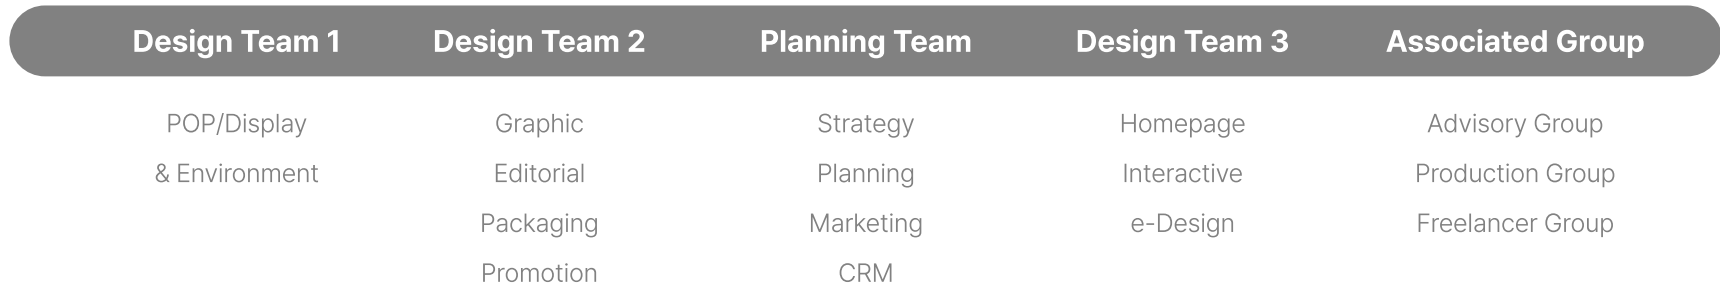 Design Team 1 Design Team 2 Planning Team Design Team 3 Associated Group
POP/Display Graphic Strategy Homepage Advisory Group
& Environment Editorial Planning Interactive Production Group
Packaging Marketing e-Design Freelancer Group
Promotion CRM